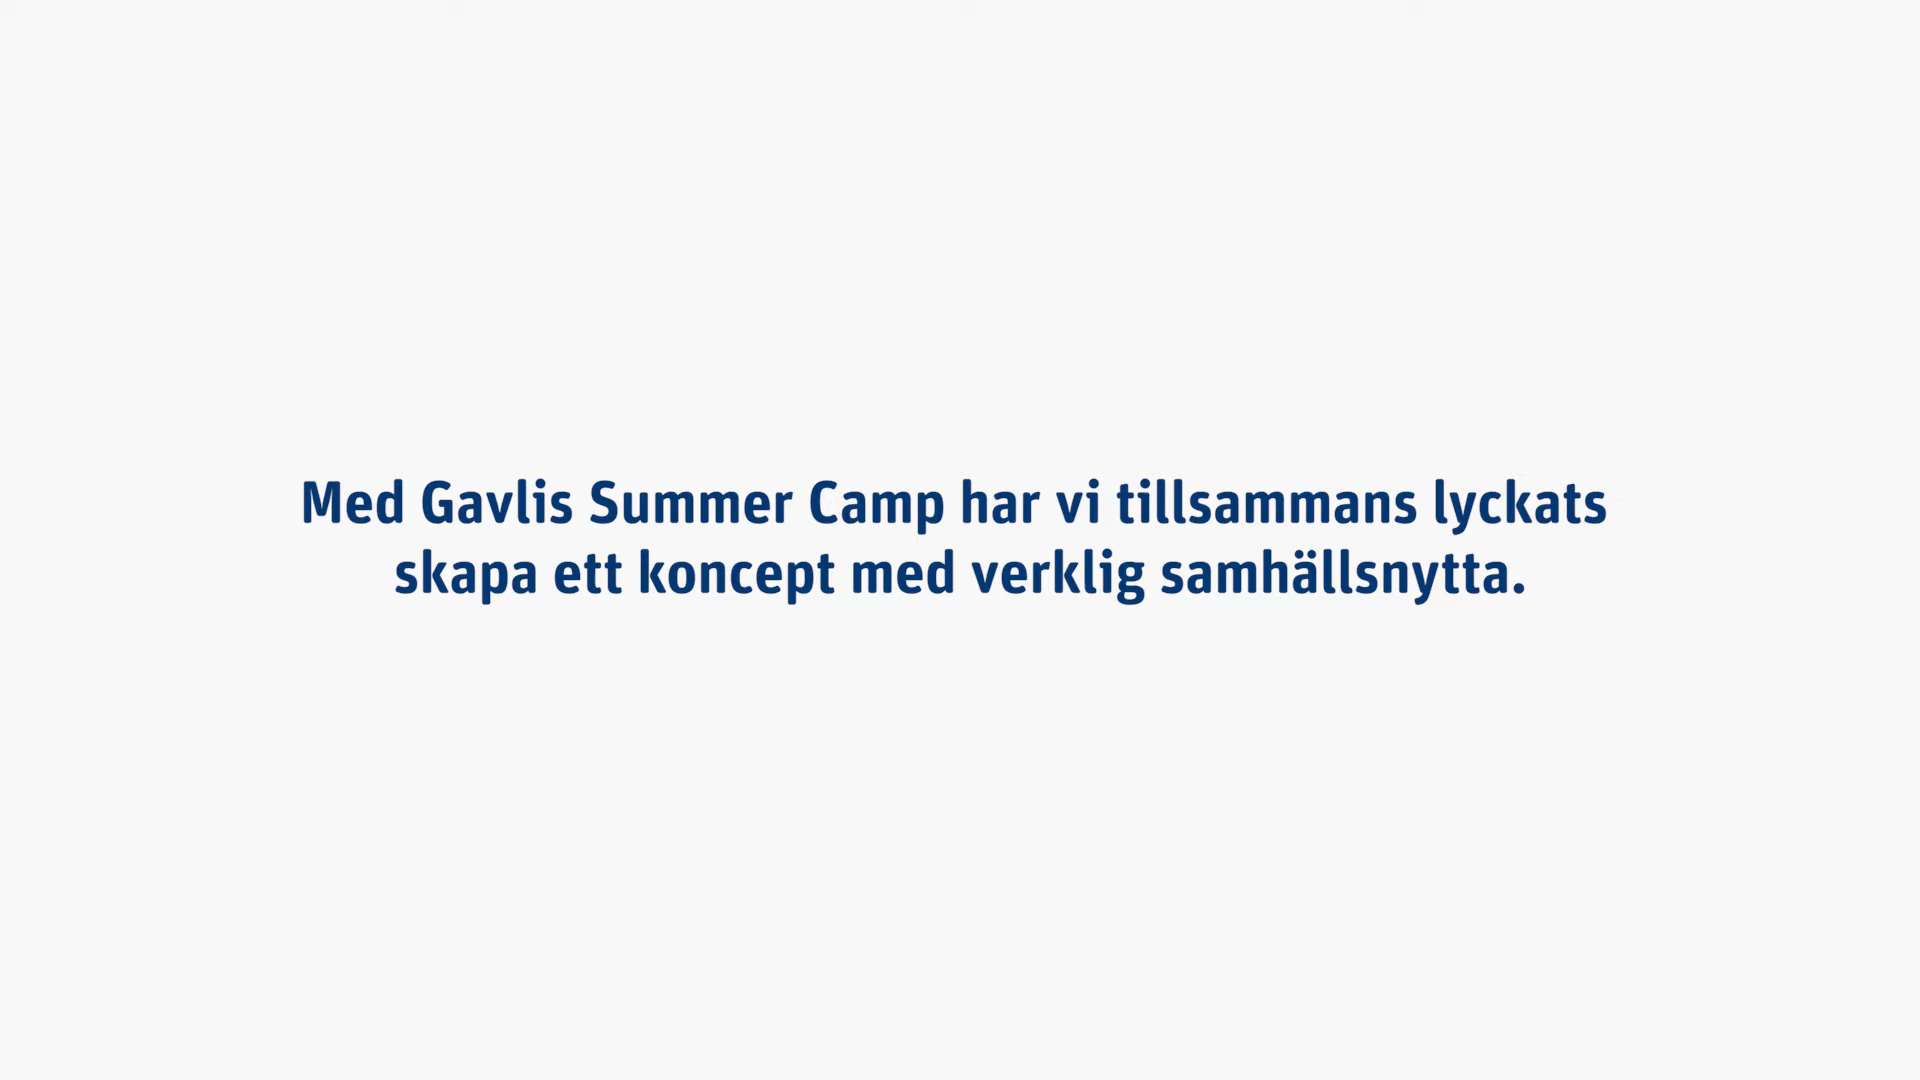 Med Gavlis Summer Camp har vi tillsammans lyckats
skapa ett koncept med verklig samhällsnytta.